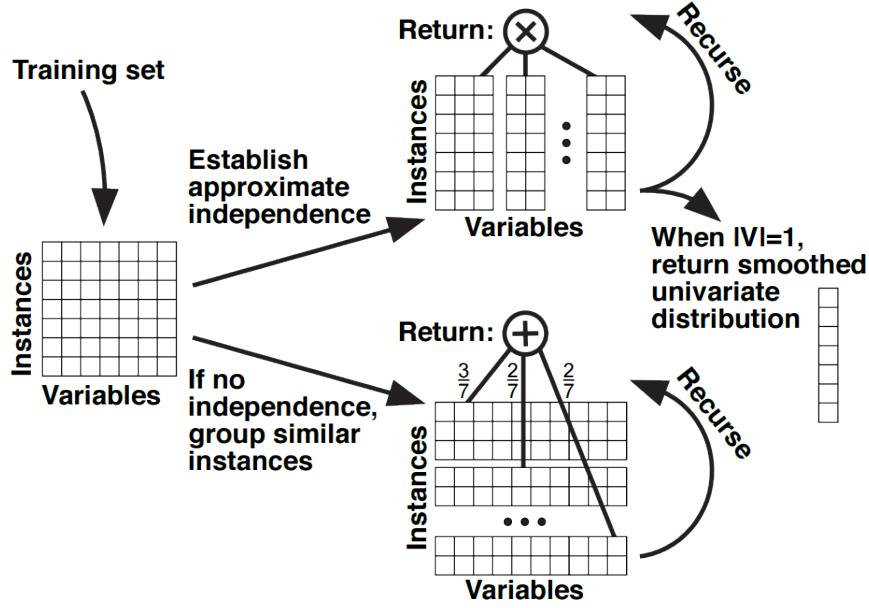 Training set
Instances
Variables
Establish
approximate
independence
Return:
×
Instances
Variables
Recurse
When |V|=1,
return smoothed
univariate
distribution
If no
independence,
group similar
instances
Return:
+
3/7
2/7
2/7
Instances
Variables
Recurse